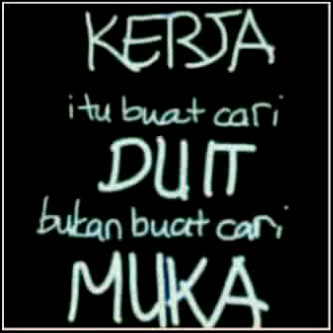 KERJA
itu buat cari
DUIT
bukan buat cari
MUKA